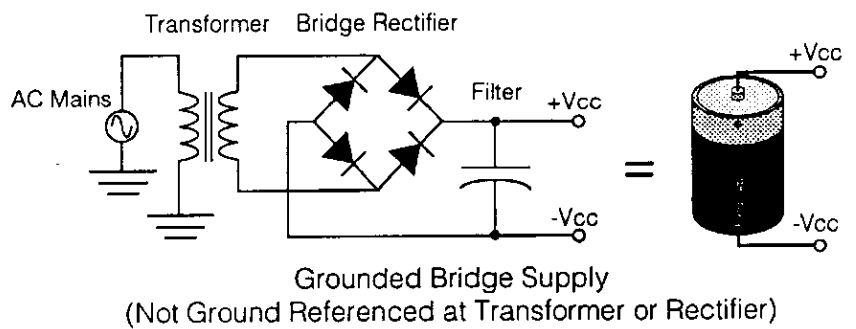 Transformer
Bridge Rectifier
AC Mains
Filter
+Vcc
-Vcc
=
+Vcc
+
-Vcc
Grounded Bridge Supply
(Not Ground Referenced at Transformer or Rectifier)